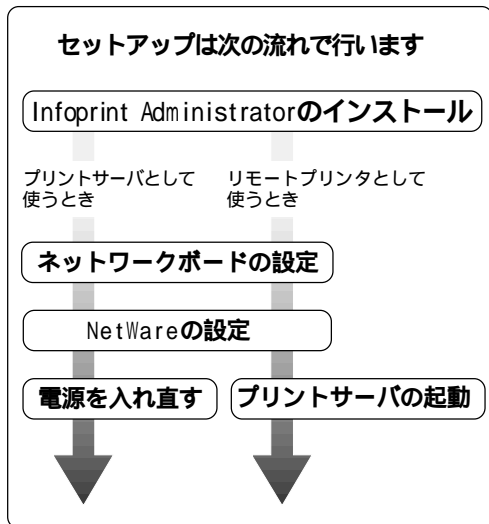 セットアップは次の流れで行います
Infoprint Administratorのインストール
プリントサーバとして
使うとき
リモートプリンタとして
使うとき
ネットワークボードの設定
NetWareの設定
電源を入れ直す
プリントサーバの起動